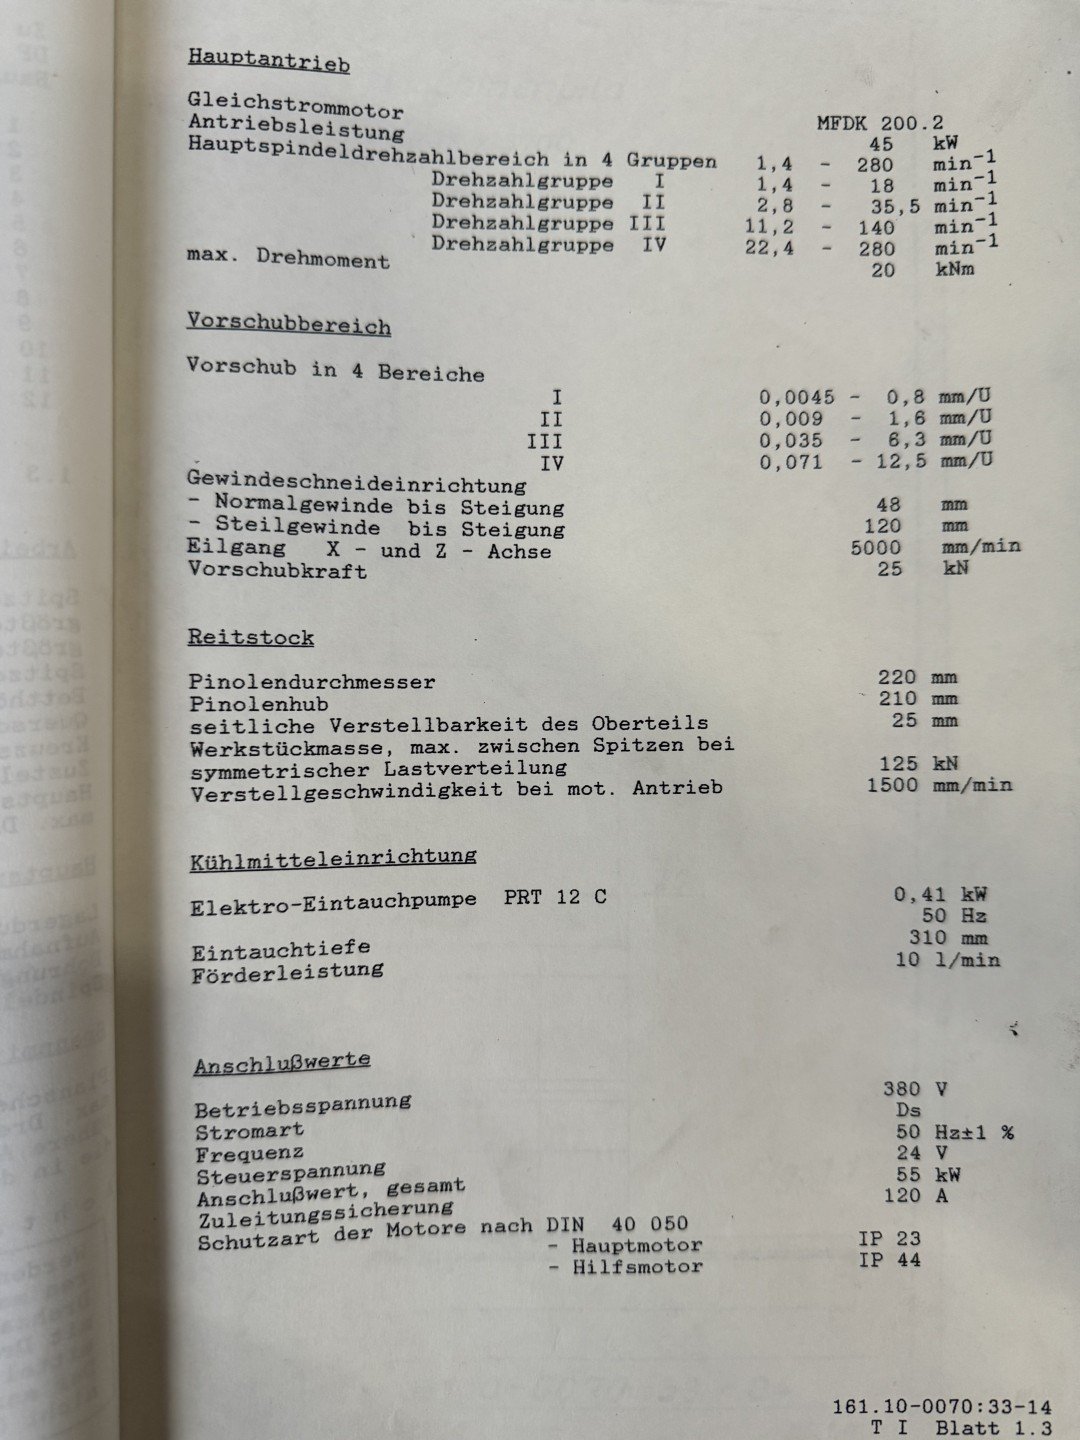 Hauptantrieb
Gleichstrommotor MFDK 200.2
Antriebsleistung 45 kW
Hauptspindeldrehzahlbereich in 4 Gruppen 1,4 - 280 min-1
Drehzahlgruppe I 1,4 - 18 min-1
Drehzahlgruppe II 2,8 - 35,5 min-1
Drehzahlgruppe III 11,2 - 140 min-1
Drehzahlgruppe IV 22,4 - 280 min-1
max. Drehmoment 20 kNm
Vorschubbereich
Vorschub in 4 Bereiche
I 0,0045 - 0,8 mm/U
II 0,009 - 1,6 mm/U
III 0,035 - 6,3 mm/U
IV 0,071 - 12,5 mm/U
Gewindeschneideinrichtung
- Normalgewinde bis Steigung 48 mm
- Steilgewinde bis Steigung 120 mm
Eilgang X - und Z - Achse 5000 mm/min
Vorschubkraft 25 kN
Reitstock
Pinolendurchmesser 220 mm
Pinolenhub 210 mm
seitliche Verstellbarkeit des Oberteils 25 mm
Werkstückmasse, max. zwischen Spitzen bei
symmetrischer Lastverteilung 125 kN
Verstellgeschwindigkeit bei mot. Antrieb 1500 mm/min
Kühlmitteleinrichtung
Elektro-Eintauchpumpe PRT 12 C 0,41 kW
50 Hz
Eintauchtiefe 310 mm
Förderleistung 10 l/min
Anschlußwerte
Betriebsspannung 380 V
Stromart Ds
Frequenz 50 Hz±1 %
Steuerspannung 24 V
Anschlußwert, gesamt 55 kW
Zuleitungssicherung 120 A
Schutzart der Motore nach DIN 40 050
- Hauptmotor IP 23
- Hilfsmotor IP 44
161.10-0070:33-14
T I Blatt 1.3